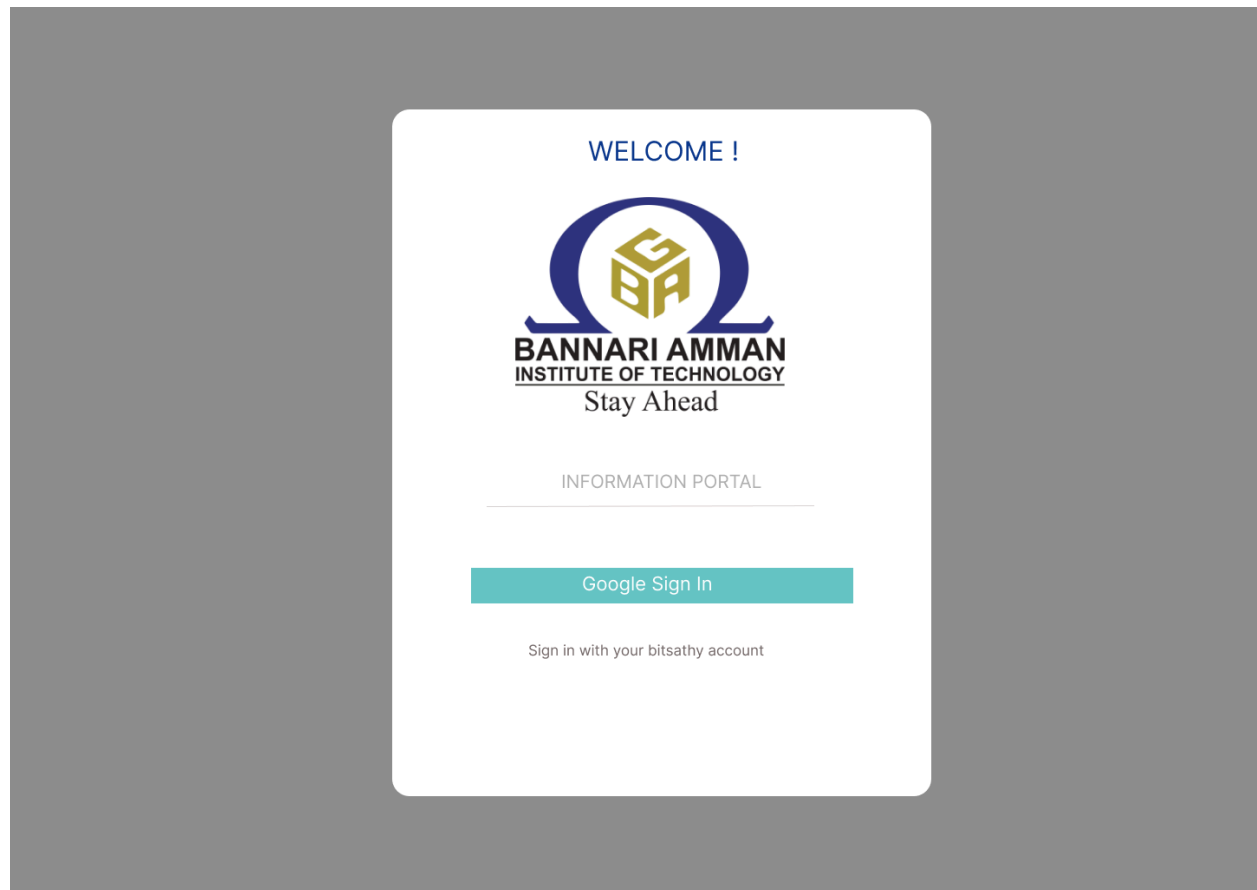 WELCOME !
GBA
BANNARI AMMAN
INSTITUTE OF TECHNOLOGY
Stay Ahead
INFORMATION PORTAL
Google Sign In
Sign in with your bitsathy account